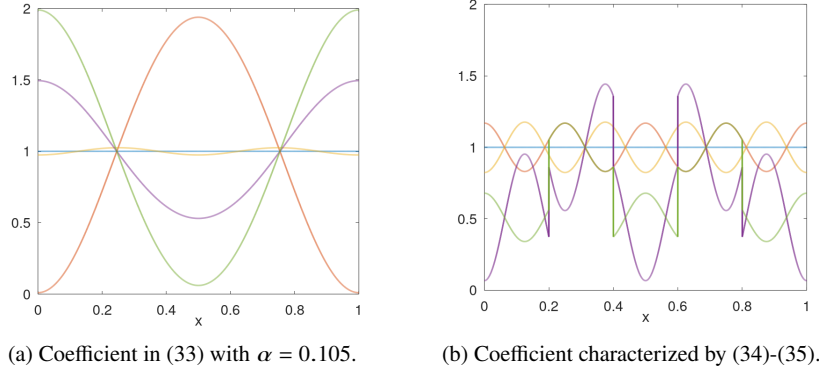 2
1.5
1
0.5
0
0 0.2 0.4 0.6 0.8 1
x
(a) Coefficient in (33) with α = 0.105.
2
1.5
1
0.5
0
0 0.2 0.4 0.6 0.8 1
x
(b) Coefficient characterized by (34)-(35).